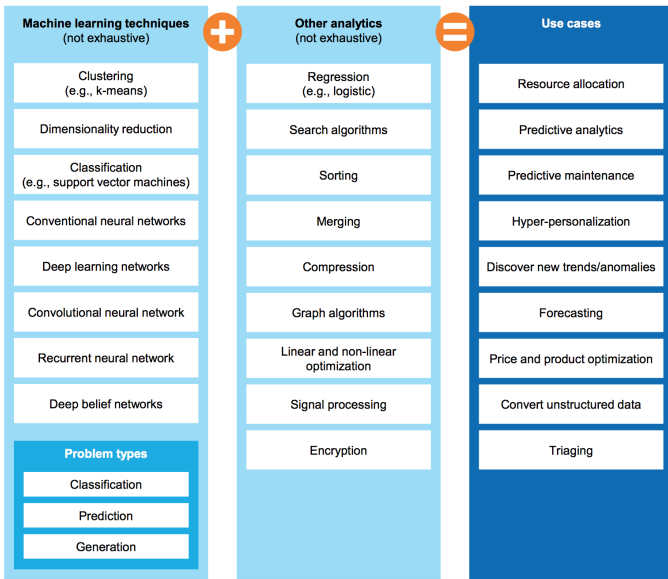 Machine learning techniques
(not exhaustive)
Clustering
(e.g., k-means)
Dimensionality reduction
Classification
(e.g., support vector machines)
Conventional neural networks
Deep learning networks
Convolutional neural network
Recurrent neural network
Deep belief networks
Problem types
Classification
Prediction
Generation
+
Other analytics
(not exhaustive)
Regression
(e.g., logistic)
Search algorithms
Sorting
Merging
Compression
Graph algorithms
Linear and non-linear
optimization
Signal processing
Encryption
=
Use cases
Resource allocation
Predictive analytics
Predictive maintenance
Hyper-personalization
Discover new trends/anomalies
Forecasting
Price and product optimization
Convert unstructured data
Triaging